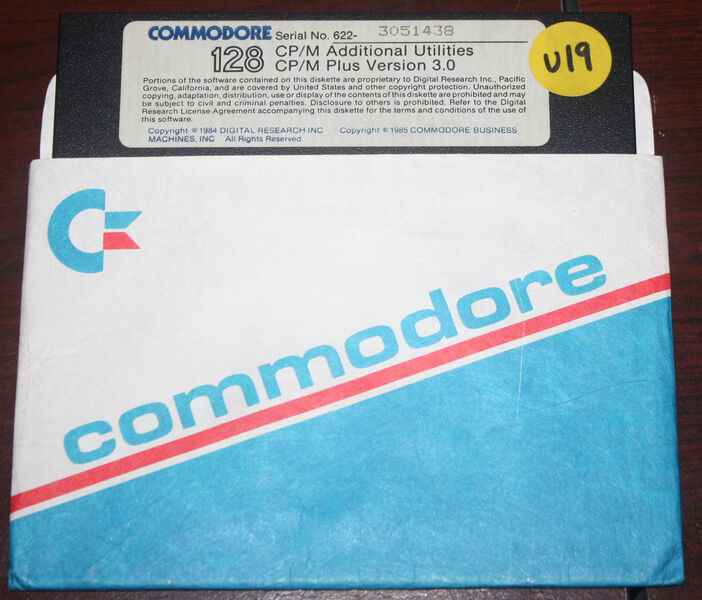 COMMODORE Serial No. 622- 3051438
128 CP/M Additional Utilities
CP/M Plus Version 3.0
Portions of the software contained on this diskette are proprietary to Digital Research Inc., Pacific
Grove, California, and are covered by United States and other copyright protection. Unauthorized
copying, adaptation, distribution, use or display of the contents of this diskette are prohibited and may
be subject to civil and criminal penalties. Disclosure to others is prohibited. Refer to the Digital
Research License Agreement accompanying this diskette for the terms and conditions of the use of
this software.
Copyright © 1984 DIGITAL RESEARCH INC Copyright © 1985 COMMODORE BUSINESS
MACHINES, INC All Rights Reserved
U19
commodore